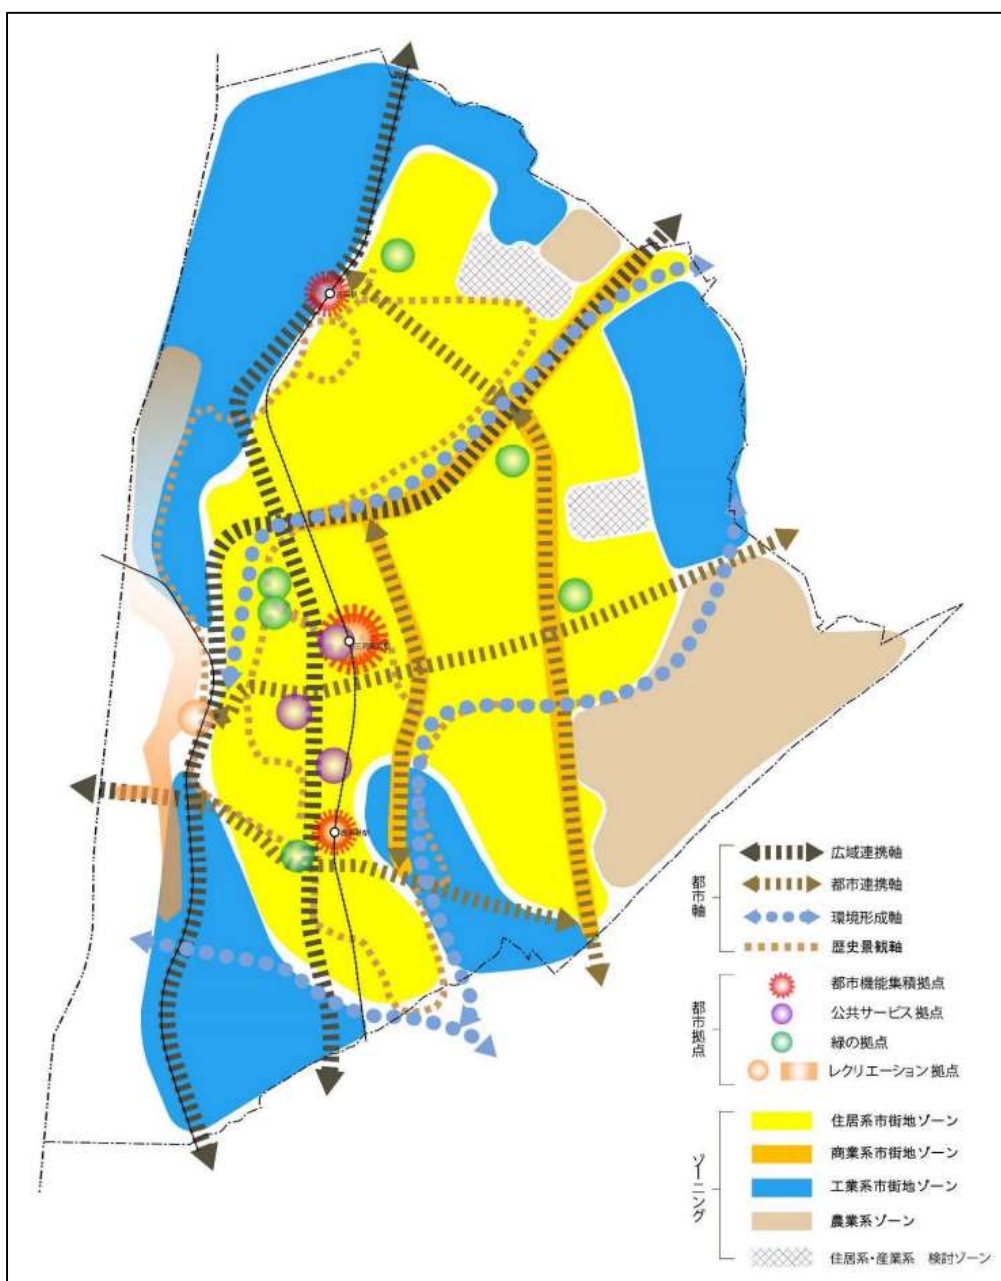 広域連携軸
都市連携軸
環境形成軸
歴史景観軸
都市軸
都市機能集積拠点
公共サービス拠点
緑の拠点
レクリエーション拠点
都市拠点
住居系市街地ゾーン
商業系市街地ゾーン
工業系市街地ゾーン
農業系ゾーン
住居系・産業系 検討ゾーン
ゾーニング